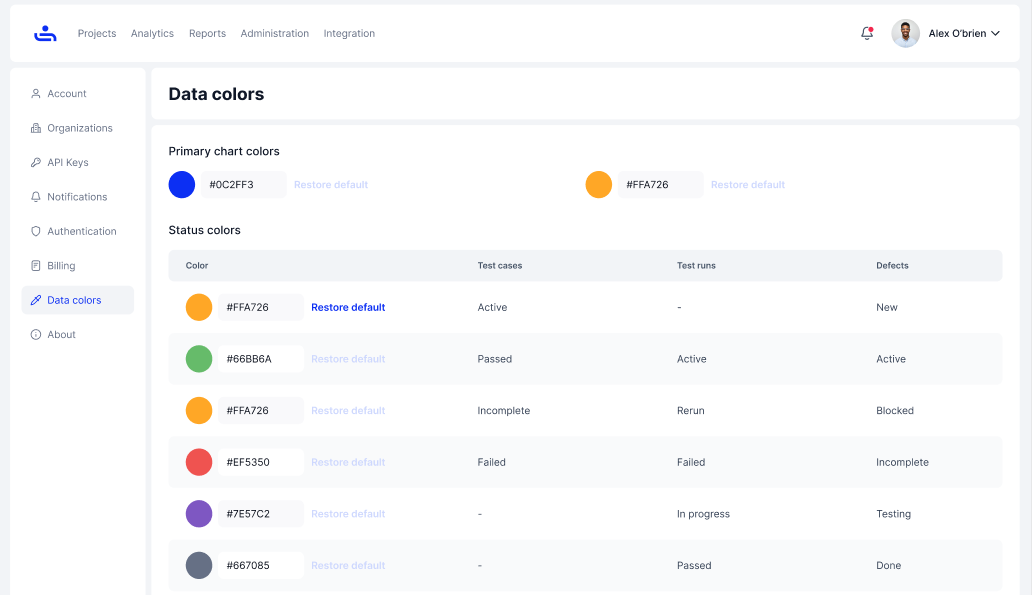 Projects Analytics Reports Administration Integration Alex O'brien
Account
Organizations
API Keys
Notifications
Authentication
Billing
Data colors
About
Data colors
Primary chart colors
#0C2FF3 Restore default #FFA726 Restore default
Status colors
Color Test cases Test runs Defects
#FFA726 Restore default Active - New
#66BB6A Restore default Passed Active Active
#FFA726 Restore default Incomplete Rerun Blocked
#EF5350 Restore default Failed Failed Incomplete
#7E57C2 Restore default - In progress Testing
#667085 Restore default - Passed Done